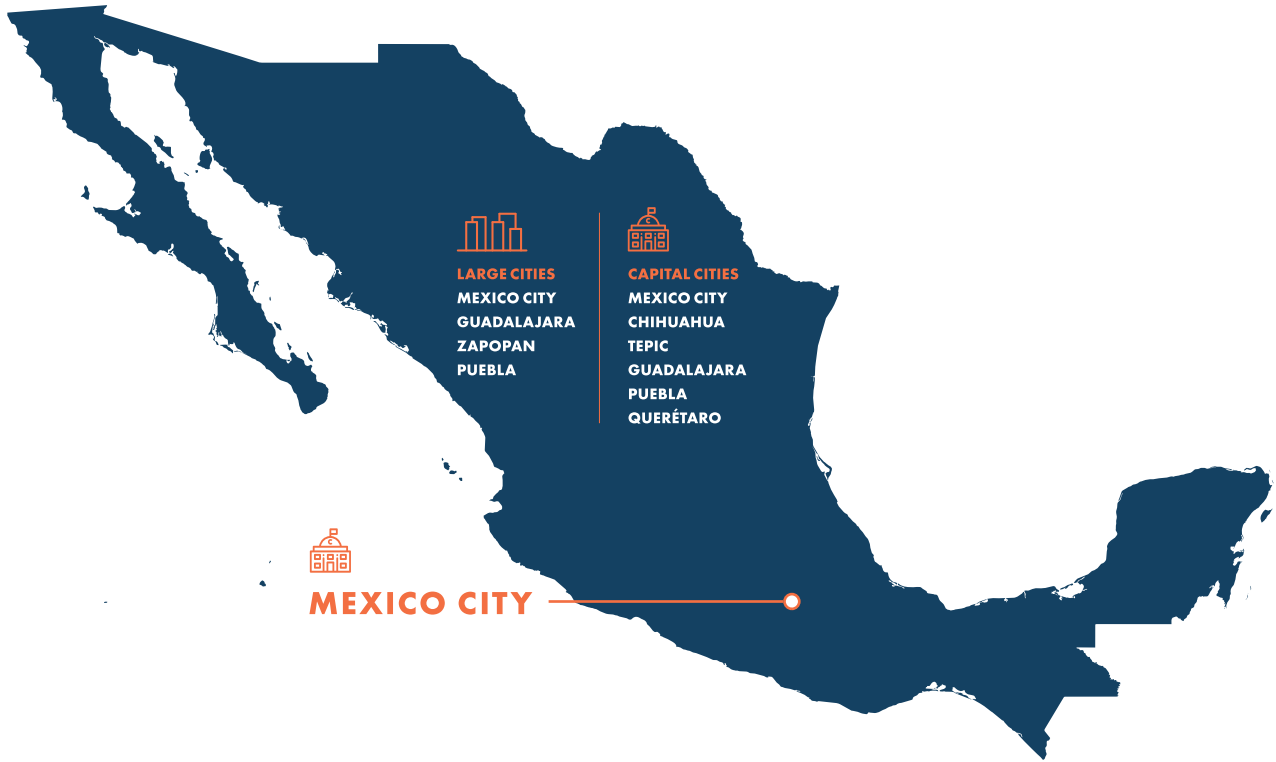 LARGE CITIES
MEXICO CITY
GUADALAJARA
ZAPOPAN
PUEBLA
CAPITAL CITIES
MEXICO CITY
CHIHUAHUA
TEPIC
GUADALAJARA
PUEBLA
QUERÉTARO
MEXICO CITY